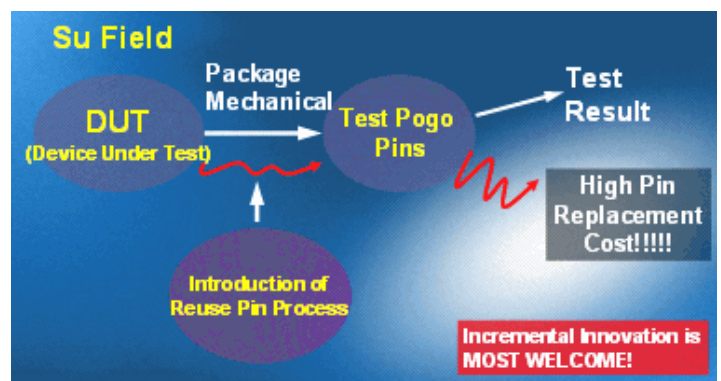 Su Field
Package
Mechanical
DUT
(Device Under Test)
Test Pogo
Pins
Test
Result
High Pin
Replacement
Cost!!!!!
Introduction of
Reuse Pin Process
Incremental Innovation is
MOST WELCOME!